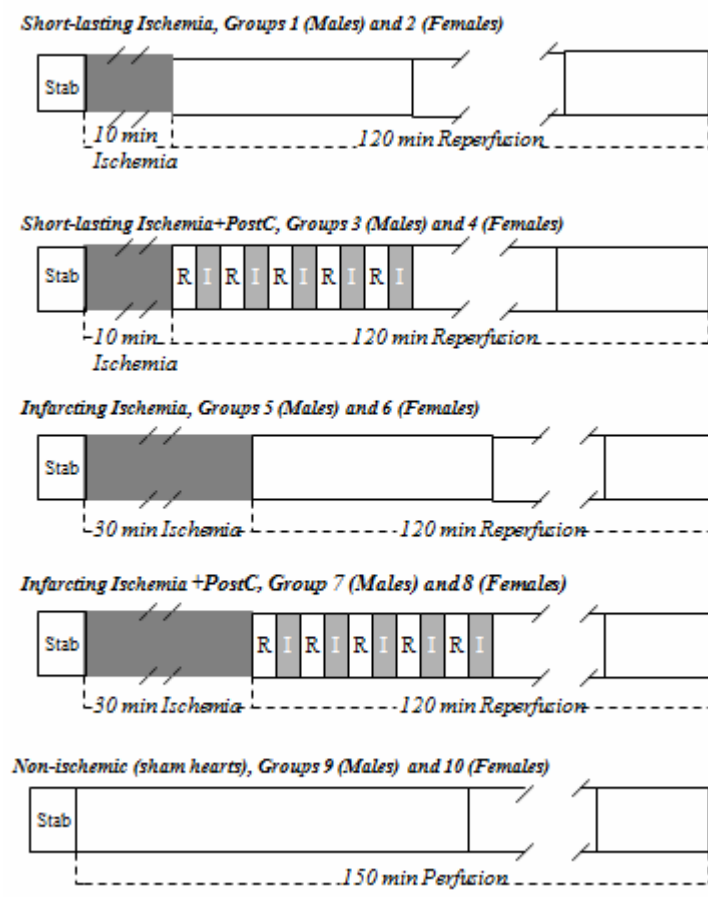 Short-lasting Ischemia, Groups 1 (Males) and 2 (Females)
Stab
10 min
Ischemia
120 min Reperfusion
Short-lasting Ischemia+PostC, Groups 3 (Males) and 4 (Females)
Stab
R I R I R I R I R I
10 min
Ischemia
120 min Reperfusion
Infarcting Ischemia, Groups 5 (Males) and 6 (Females)
Stab
30 min Ischemia
120 min Reperfusion
Infarcting Ischemia +PostC, Group 7 (Males) and 8 (Females)
Stab
R I R I R I R I R I
30 min Ischemia
120 min Reperfusion
Non-ischemic (sham hearts), Groups 9 (Males) and 10 (Females)
Stab
150 min Perfusion